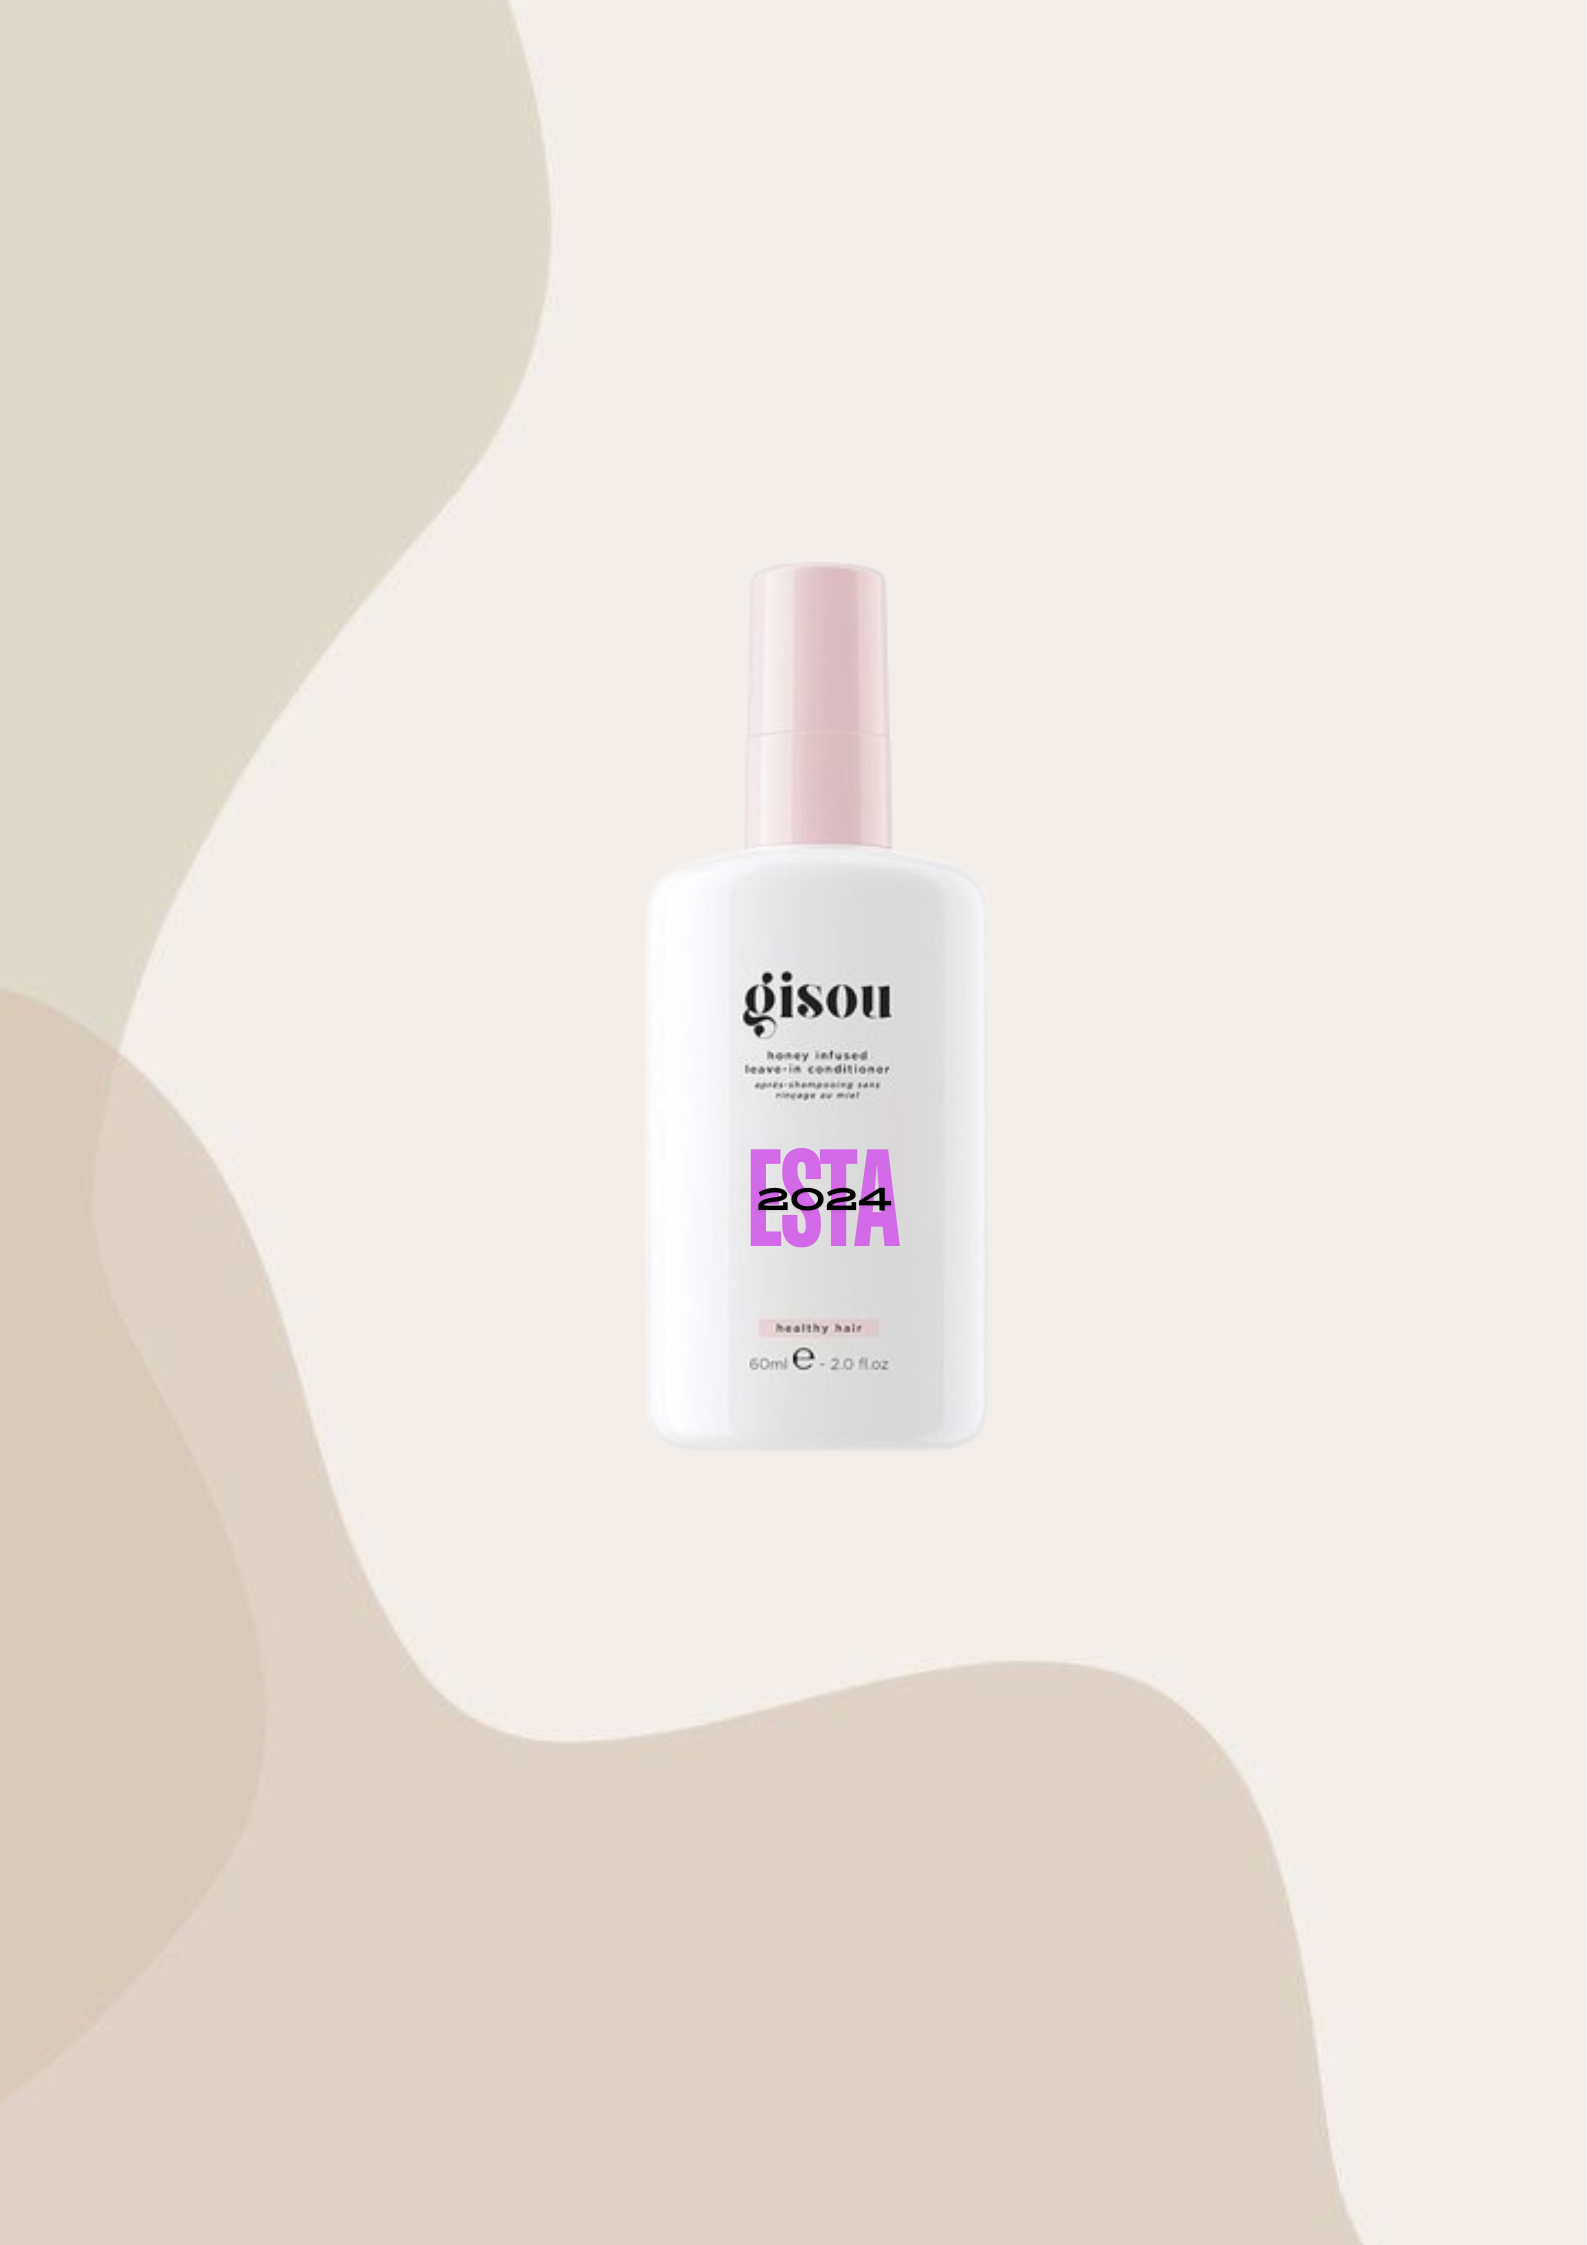 gisou
honey infused
leave-in conditioner
après-shampooing sans
rinçage au miel
ESTA
2024
healthy hair
60ml e - 2.0 fl.oz